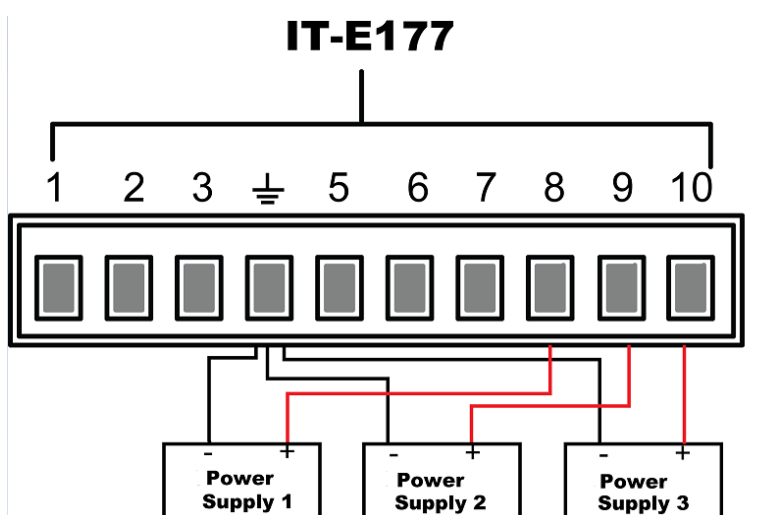 IT-E177
1 2 3 5 6 7 8 9 10
- + - + - +
Power Power Power
Supply 1 Supply 2 Supply 3